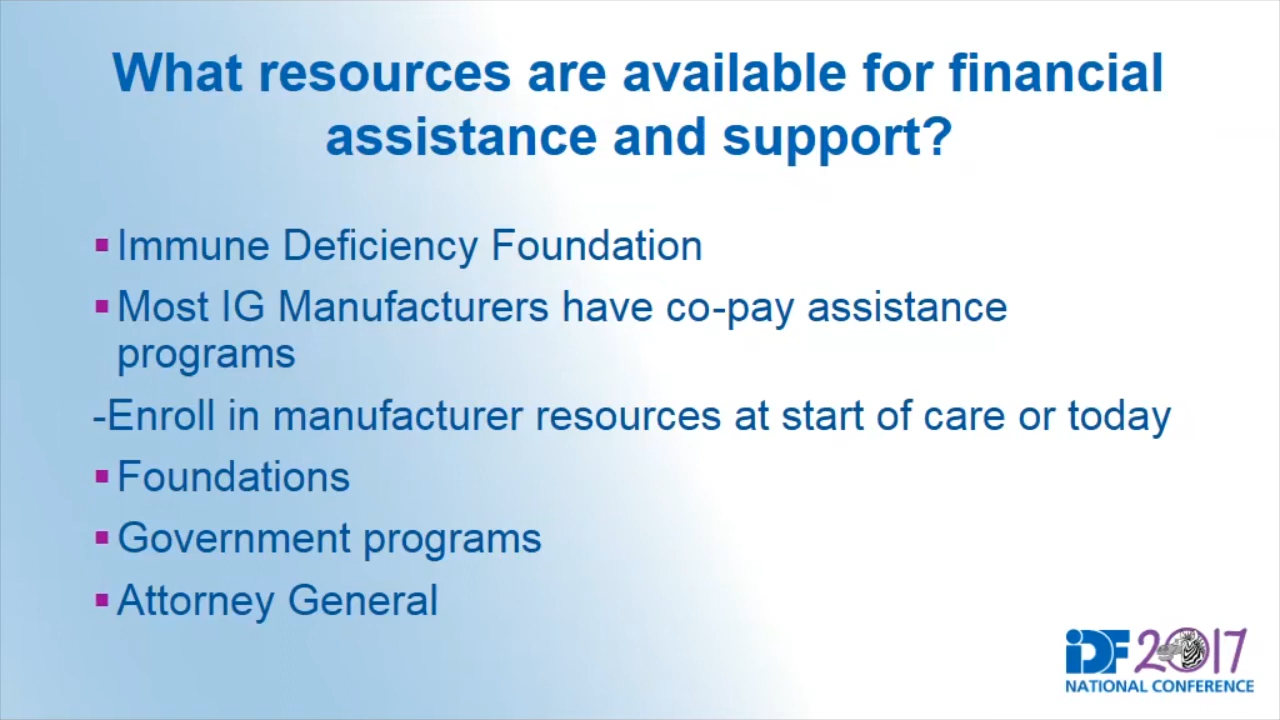 What resources are available for financial
assistance and support?
▪Immune Deficiency Foundation
▪Most IG Manufacturers have co-pay assistance
programs
-Enroll in manufacturer resources at start of care or today
▪Foundations
▪Government programs
▪Attorney General
iDF 2017
NATIONAL CONFERENCE